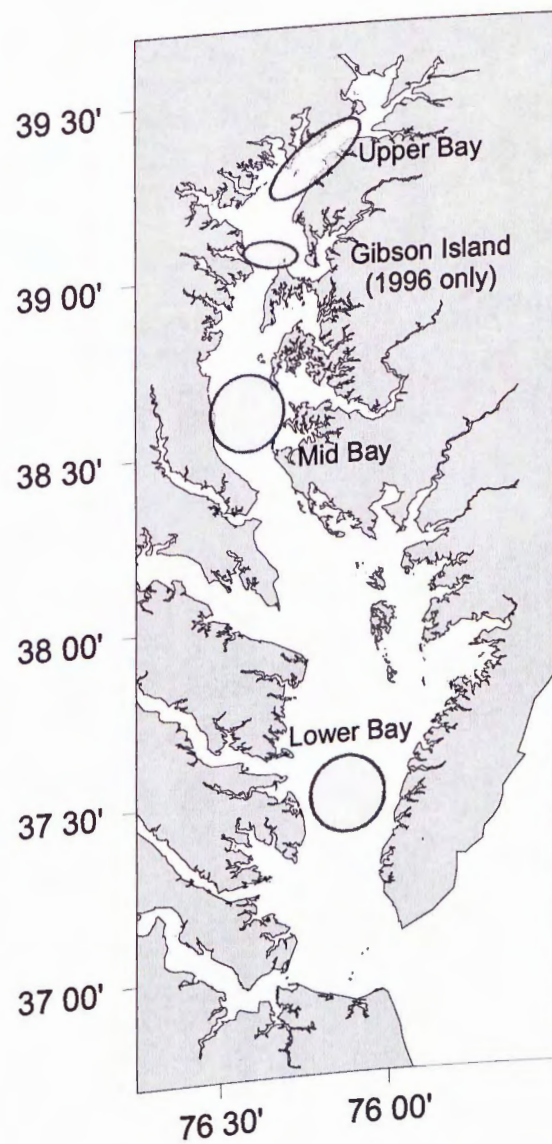 39 30'
Upper Bay
Gibson Island
(1996 only)
39 00'
Mid Bay
38 30'
38 00'
Lower Bay
37 30'
37 00'
76 30'
76 00'